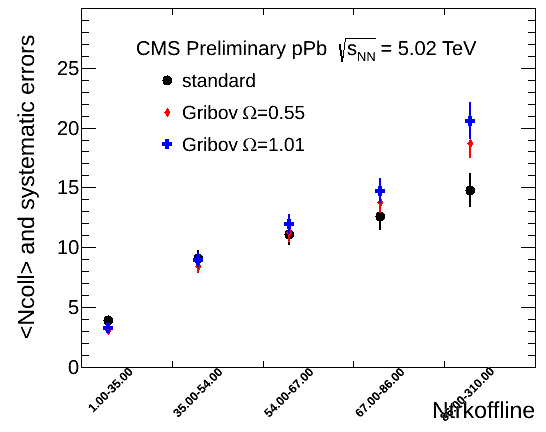 CMS Preliminary pPb √sNN = 5.02 TeV
standard
Gribov Ω=0.55
Gribov Ω=1.01
<Ncoll> and systematic errors
25
20
15
10
5
0
1.00-35.00
35.00-54.00
54.00-67.00
67.00-86.00
-310.00
Ntrkoffline